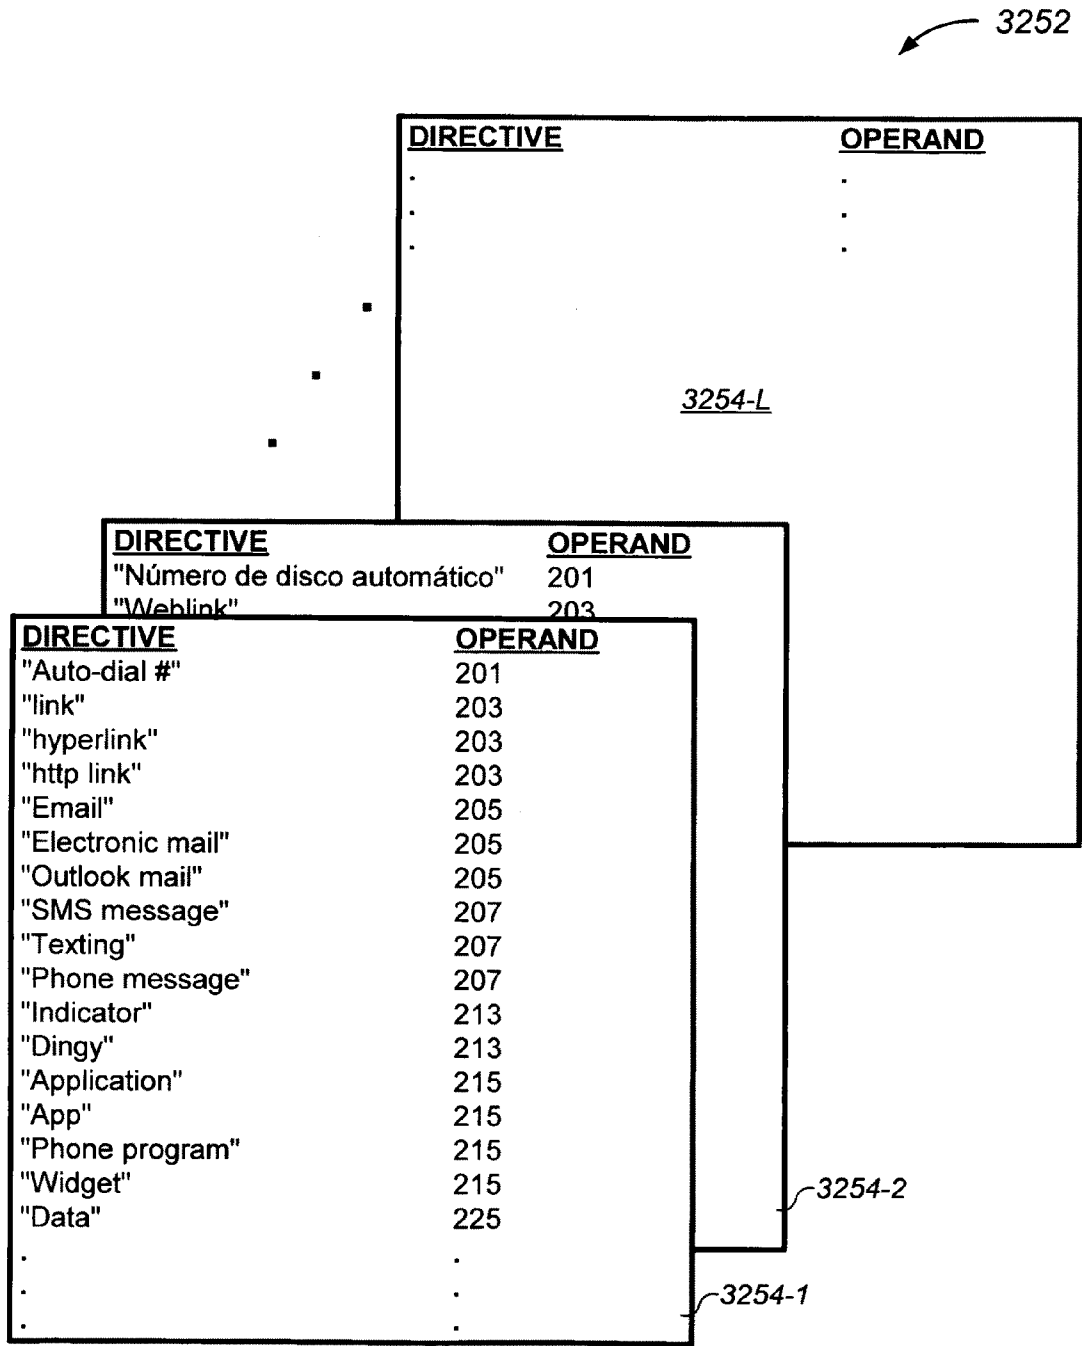 3252
DIRECTIVE OPERAND
. .
. .
. .
3254-L
DIRECTIVE OPERAND
"Número de disco automático" 201
"Weblink" 203
DIRECTIVE OPERAND
"Auto-dial #" 201
"link" 203
"hyperlink" 203
"http link" 203
"Email" 205
"Electronic mail" 205
"Outlook mail" 205
"SMS message" 207
"Texting" 207
"Phone message" 207
"Indicator" 213
"Dingy" 213
"Application" 215
"App" 215
"Phone program" 215
"Widget" 215
"Data" 225
. .
. .
. .
3254-2
3254-1